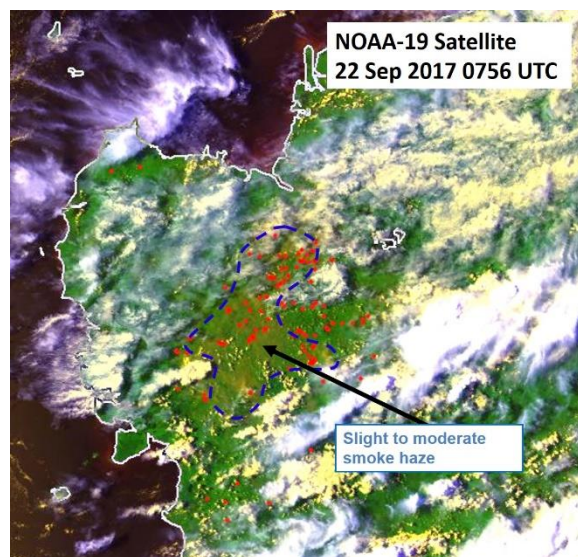 NOAA-19 Satellite
22 Sep 2017 0756 UTC
Slight to moderate
smoke haze